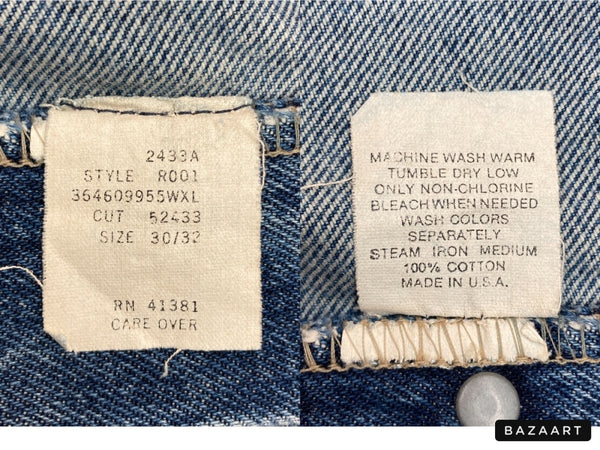 2433A
STYLE R001
364609955WXL
CUT 52433
SIZE 30/32
RN 41381
CARE OVER
MACHINE WASH WARM
TUMBLE DRY LOW
ONLY NON-CHLORINE
BLEACH WHEN NEEDED
WASH COLORS
SEPARATELY
STEAM IRON MEDIUM
100% COTTON
MADE IN U.S.A.
BAZAART